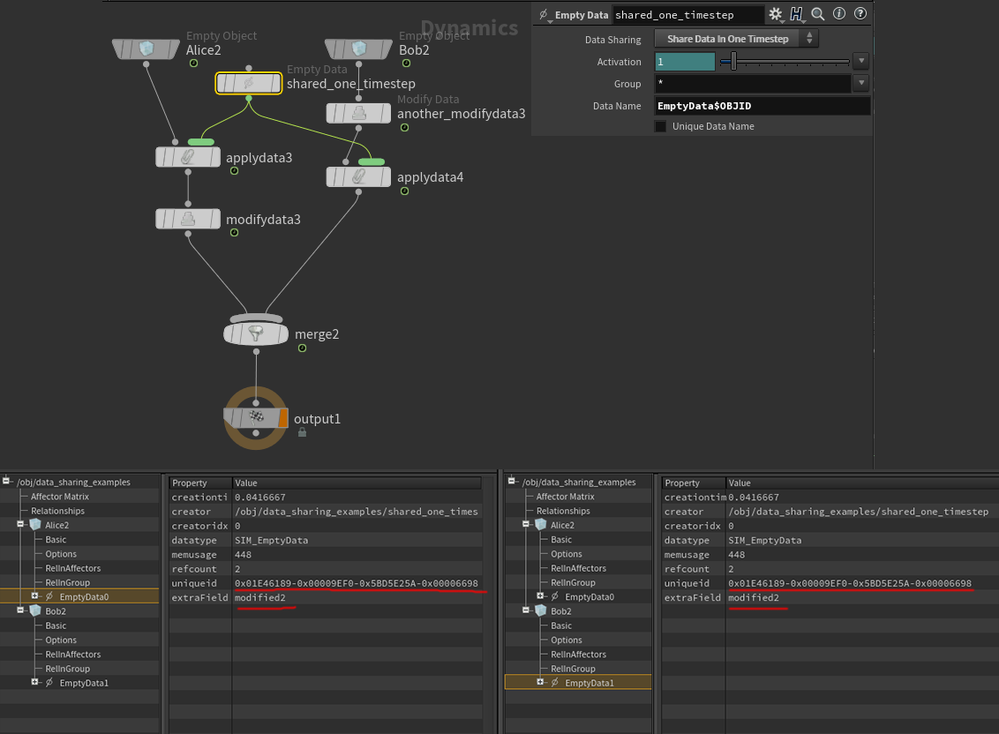 Dynamics
Empty Object
Alice2
Empty Object
Bob2
Empty Data
shared_one_timestep
Modify Data
another_modifydata3
applydata3
applydata4
modifydata3
merge2
output1
Empty Data shared_one_timestep
Data Sharing Share Data In One Timestep
Activation 1
Group *
Data Name EmptyData$OBJID
Unique Data Name
/obj/data_sharing_examples
Affector Matrix
Relationships
Alice2
Basic
Options
RelInAffectors
RelInGroup
EmptyData0
Bob2
Basic
Options
RelInAffectors
RelInGroup
EmptyData1
Property Value
creationti 0.0416667
creator /obj/data_sharing_examples/shared_one_times
creatoridx 0
datatype SIM_EmptyData
memusage 448
refcount 2
uniqueid 0x01E46189-0x00009EF0-0x5BD5E25A-0x00006698
extraField modified2
/obj/data_sharing_examples
Affector Matrix
Relationships
Alice2
Basic
Options
RelInAffectors
RelInGroup
EmptyData0
Bob2
Basic
Options
RelInAffectors
RelInGroup
EmptyData1
Property Value
creationtim 0.0416667
creator /obj/data_sharing_examples/shared_one_timestep
creatoridx 0
datatype SIM_EmptyData
memusage 448
refcount 2
uniqueid 0x01E46189-0x00009EF0-0x5BD5E25A-0x00006698
extraField modified2